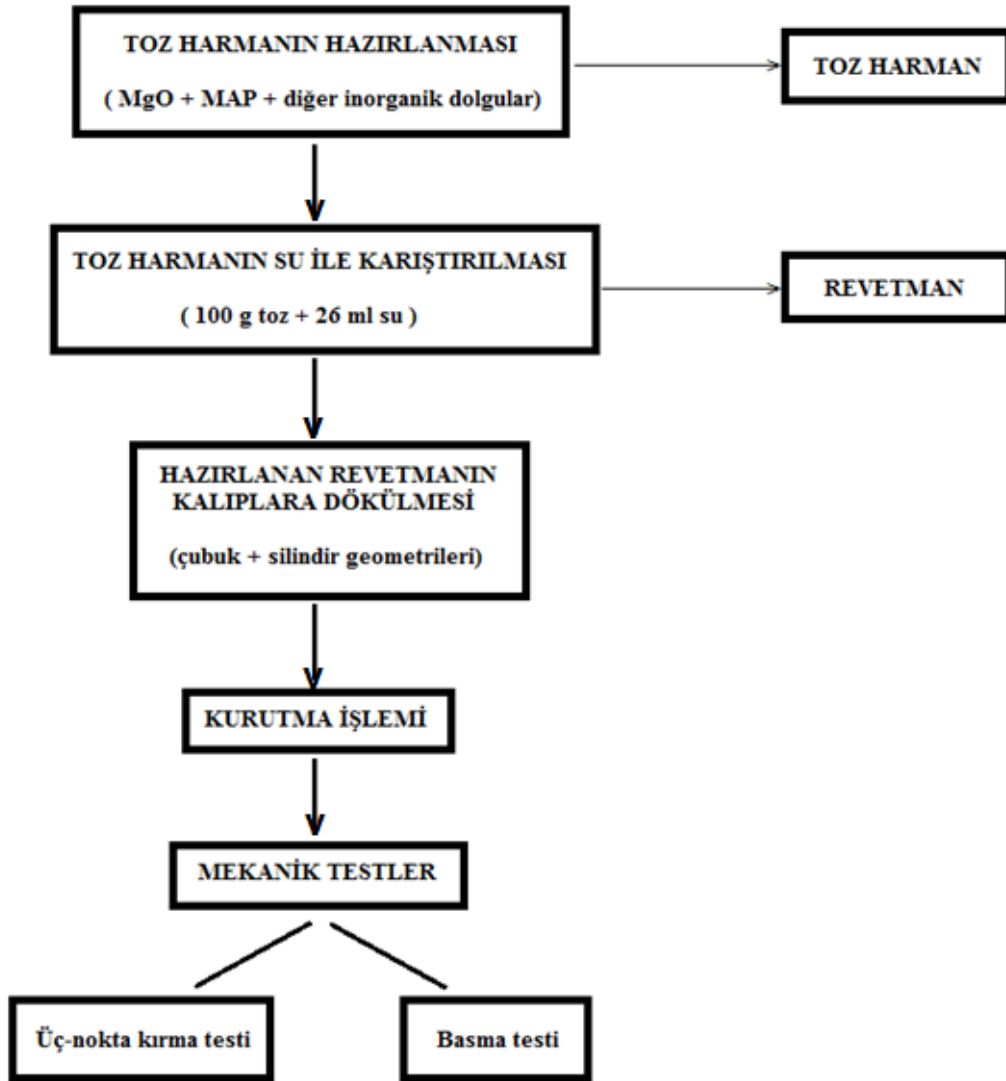 TOZ HARMANIN HAZIRLANMASI
( MgO + MAP + diğer inorganik dolgular)
TOZ HARMAN
TOZ HARMANIN SU İLE KARIŞTIRILMASI
( 100 g toz + 26 ml su )
REVETMAN
HAZIRLANAN REVETMANIN
KALIPLARA DÖKÜLMESİ
(çubuk + silindir geometrileri)
KURUTMA İŞLEMİ
MEKANİK TESTLER
Üç-nokta kırma testi
Basma testi